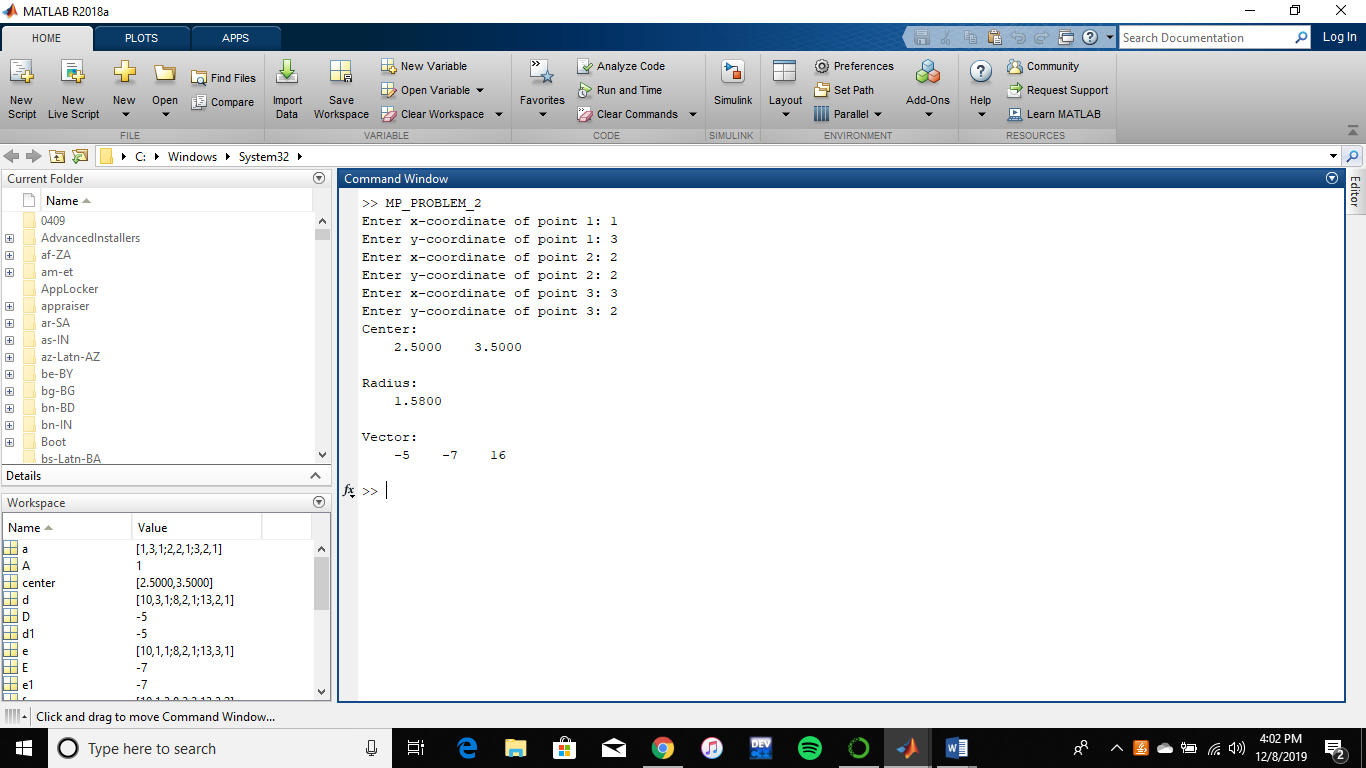 MATLAB R2018a
HOME PLOTS APPS
Search Documentation Log In
New Script
New Live Script
New
Open
Find Files
Compare
FILE
Import Data
Save Workspace
New Variable
Open Variable
Clear Workspace
VARIABLE
Favorites
Analyze Code
Run and Time
Clear Commands
CODE
Simulink
SIMULINK
Layout
Preferences
Set Path
Parallel
Add-Ons
ENVIRONMENT
Help
Community
Request Support
Learn MATLAB
RESOURCES
C: Windows System32
Current Folder
Name
0409
AdvancedInstallers
af-ZA
am-et
AppLocker
appraiser
ar-SA
as-IN
az-Latn-AZ
be-BY
bg-BG
bn-BD
bn-IN
Boot
bs-Latn-BA
Details
Workspace
Name Value
a [1,3,1;2,2,1;3,2,1]
A 1
center [2.5000,3.5000]
d [10,3,1;8,2,1;13,2,1]
D -5
d1 -5
e [10,1,1;8,2,1;13,3,1]
E -7
e1 -7
Command Window
>> MP_PROBLEM_2
Enter x-coordinate of point 1: 1
Enter y-coordinate of point 1: 3
Enter x-coordinate of point 2: 2
Enter y-coordinate of point 2: 2
Enter x-coordinate of point 3: 3
Enter y-coordinate of point 3: 2
Center:
2.5000 3.5000
Radius:
1.5800
Vector:
-5 -7 16
fx >>
Editor
Click and drag to move Command Window...
Type here to search
DEV
4:02 PM
12/8/2019
2